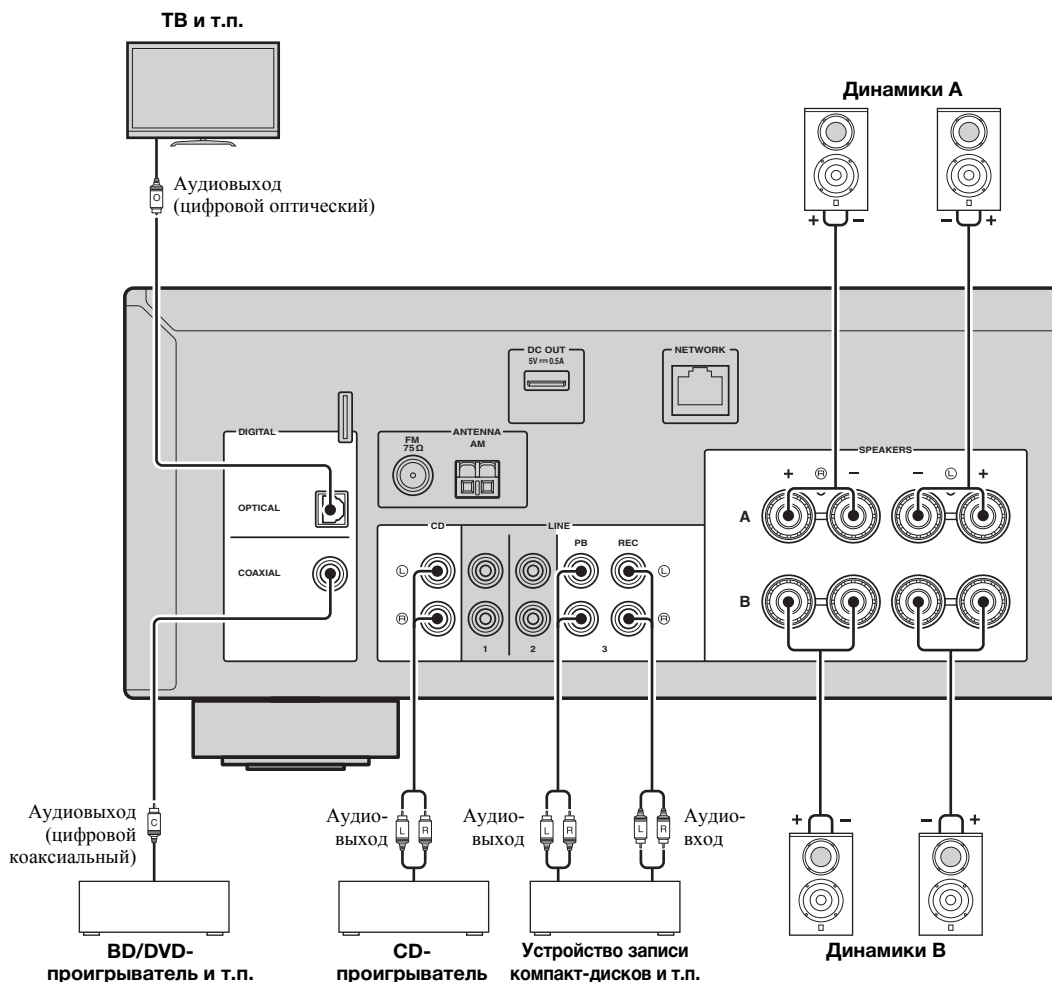 ТВ и т.п.
Динамики A
O
Аудиовыход
(цифровой оптический)
+ − − +
DC OUT
5V ⎓ 0.5A
NETWORK
DIGITAL
ANTENNA
FM
75Ω
AM
SPEAKERS
+ R − − L +
OPTICAL
A
CD
LINE
PB
REC
COAXIAL
L
L
B
R
R
1
2
3
+ − − +
Аудиовыход
(цифровой
коаксиальный)
C
Аудио-
выход
L R
Аудио-
выход
L R
L R
Аудио-
вход
BD/DVD-
проигрыватель и т.п.
CD-
проигрыватель
Устройство записи
компакт-дисков и т.п.
Динамики B